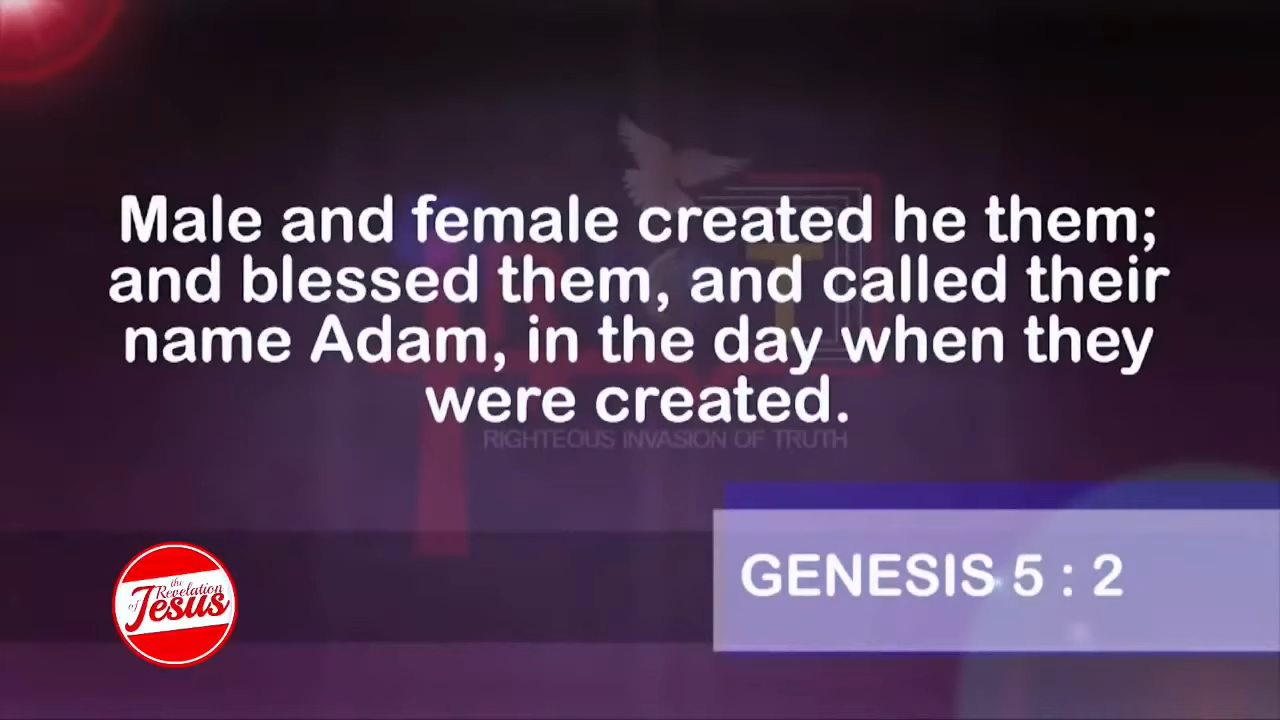 Male and female created he them;
and blessed them, and called their
name Adam, in the day when they
were created.
RIGHTEOUS INVASION OF TRUTH
GENESIS 5 : 2
the
Revelation
of Jesus